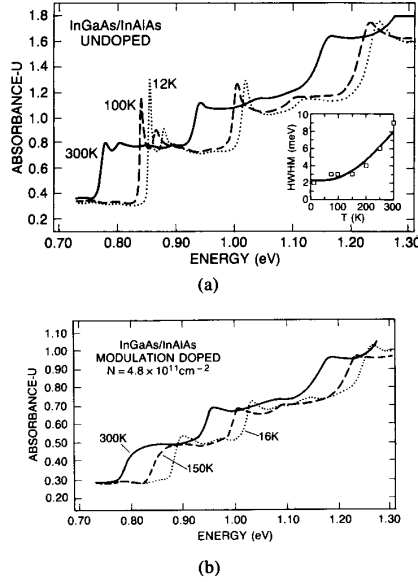 InGaAs/InAlAs
UNDOPED
1.8
1.6
1.4
1.2
1.0
0.8
0.6
0.4
0.2
ABSORBANCE-U
12K
100K
300K
10
8
6
4
2
0
HWHM (meV)
0 100 200 300
T (K)
0.70 0.80 0.90 1.00 1.10 1.20 1.30
ENERGY (eV)
(a)
InGaAs/InAlAs
MODULATION DOPED
N = 4.8 x 10¹¹cm⁻²
1.10
1.00
0.90
0.80
0.70
0.60
0.50
0.40
0.30
0.20
ABSORBANCE-U
300K
150K
16K
0.70 0.80 0.90 1.00 1.10 1.20 1.30
ENERGY (eV)
(b)